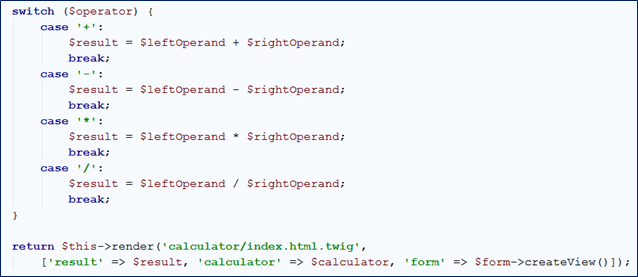 switch ($operator) {
    case '+':
        $result = $leftOperand + $rightOperand;
        break;
    case '-':
        $result = $leftOperand - $rightOperand;
        break;
    case '*':
        $result = $leftOperand * $rightOperand;
        break;
    case '/':
        $result = $leftOperand / $rightOperand;
        break;
}

return $this->render('calculator/index.html.twig',
    ['result' => $result, 'calculator' => $calculator, 'form' => $form->createView()]);